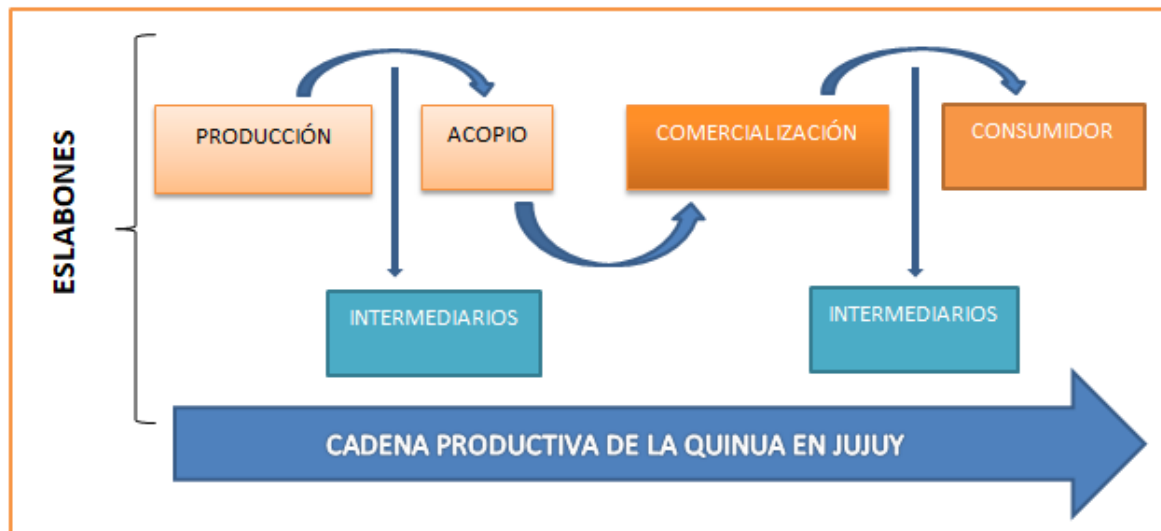 ESLABONES
PRODUCCIÓN
ACOPIO
COMERCIALIZACIÓN
CONSUMIDOR
INTERMEDIARIOS
INTERMEDIARIOS
CADENA PRODUCTIVA DE LA QUINUA EN JUJUY